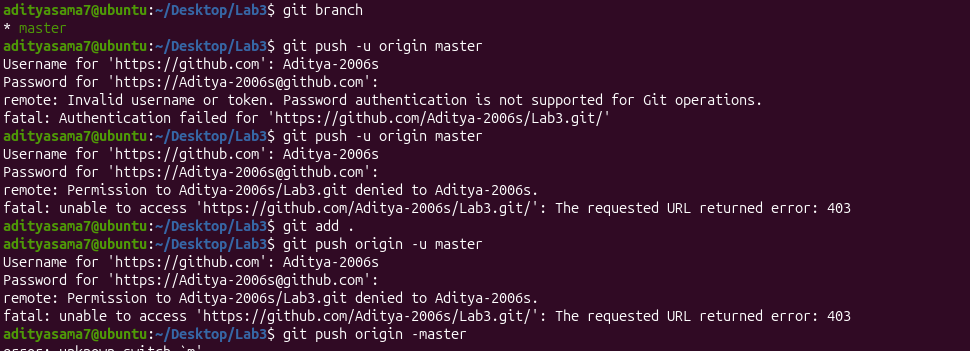 adityasama7@ubuntu:~/Desktop/Lab3$ git branch
* master
adityasama7@ubuntu:~/Desktop/Lab3$ git push -u origin master
Username for 'https://github.com': Aditya-2006s
Password for 'https://Aditya-2006s@github.com':
remote: Invalid username or token. Password authentication is not supported for Git operations.
fatal: Authentication failed for 'https://github.com/Aditya-2006s/Lab3.git/'
adityasama7@ubuntu:~/Desktop/Lab3$ git push -u origin master
Username for 'https://github.com': Aditya-2006s
Password for 'https://Aditya-2006s@github.com':
remote: Permission to Aditya-2006s/Lab3.git denied to Aditya-2006s.
fatal: unable to access 'https://github.com/Aditya-2006s/Lab3.git/': The requested URL returned error: 403
adityasama7@ubuntu:~/Desktop/Lab3$ git add .
adityasama7@ubuntu:~/Desktop/Lab3$ git push origin -u master
Username for 'https://github.com': Aditya-2006s
Password for 'https://Aditya-2006s@github.com':
remote: Permission to Aditya-2006s/Lab3.git denied to Aditya-2006s.
fatal: unable to access 'https://github.com/Aditya-2006s/Lab3.git/': The requested URL returned error: 403
adityasama7@ubuntu:~/Desktop/Lab3$ git push origin -master
error: unknown switch `m'